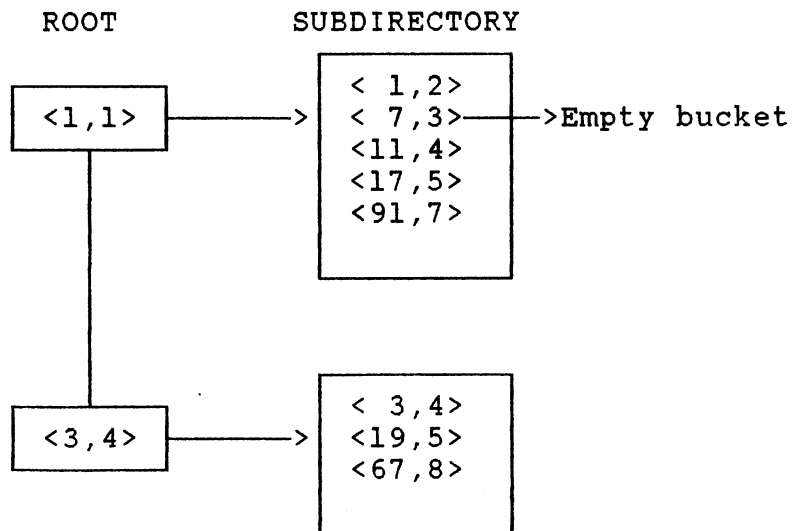 ROOT SUBDIRECTORY
< 1,2>
<1,1> > < 7,3> >Empty bucket
<11,4>
<17,5>
<91,7>
< 3,4>
<3,4> > <19,5>
<67,8>